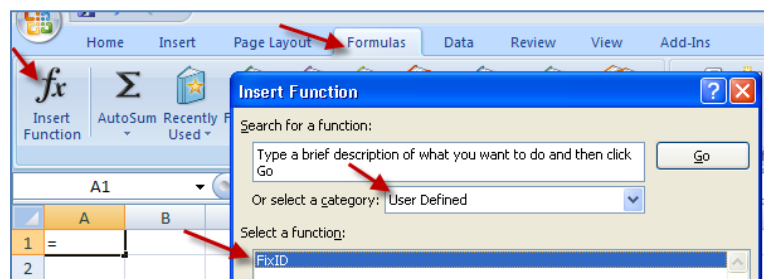 Home Insert Page Layout Formulas Data Review View Add-Ins
fx Σ
Insert Function
Insert AutoSum Recently F
Function Used
Search for a function:
Type a brief description of what you want to do and then click Go
Go
A1
Or select a category: User Defined
A B
Select a function:
1 =
FixID
2